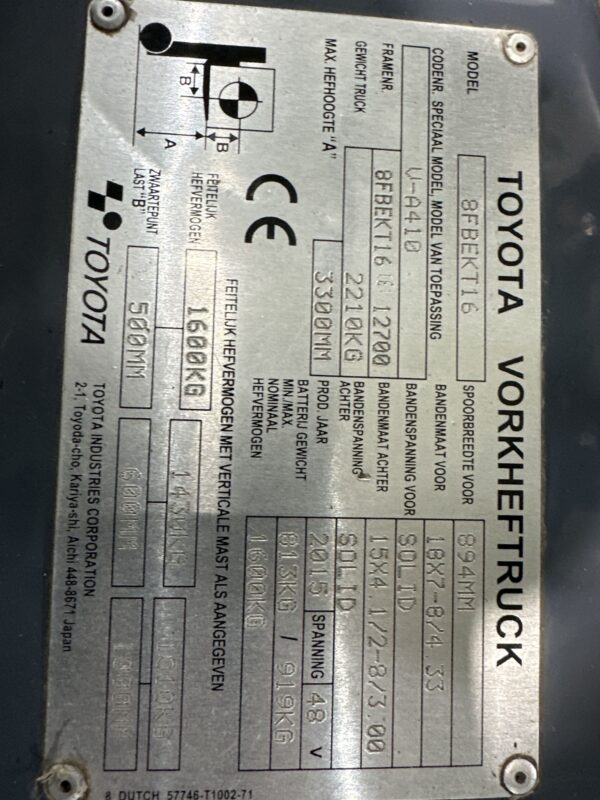 TOYOTA VORKHEFTRUCK
MODEL 8FBEKT16 SPOORBREEDTE VOOR 894MM
CODENR. SPECIAAL MODEL, MODEL VAN TOEPASSING BANDENMAAT VOOR 18X7-8/4.33
V-A410 BANDENSPANNING VOOR SOLID
FRAMENR. 8FBEKT16 12700 BANDENMAAT ACHTER 15X4.1/2-8/3.00
GEWICHT TRUCK 2210KG BANDENSPANNING ACHTER SOLID
MAX. HEFHOOGTE "A" 3300MM PROD. JAAR 2015 SPANNING 48 V
BATTERIJ GEWICHT MIN./MAX. 813KG / 919KG
NOMINAAL HEFVERMOGEN 1600KG
CE
B
B
A
FEITELIJK HEFVERMOGEN MET VERTICALE MAST ALS AANGEGEVEN
FEITELIJK HEFVERMOGEN 1600KG 1430KG
ZWAARTEPUNT LAST "B" 500MM 600MM
TOYOTA
TOYOTA INDUSTRIES CORPORATION
2-1, Toyoda-cho, Kariya-shi, Aichi 448-8671 Japan
8 DUTCH 57746-T1002-71